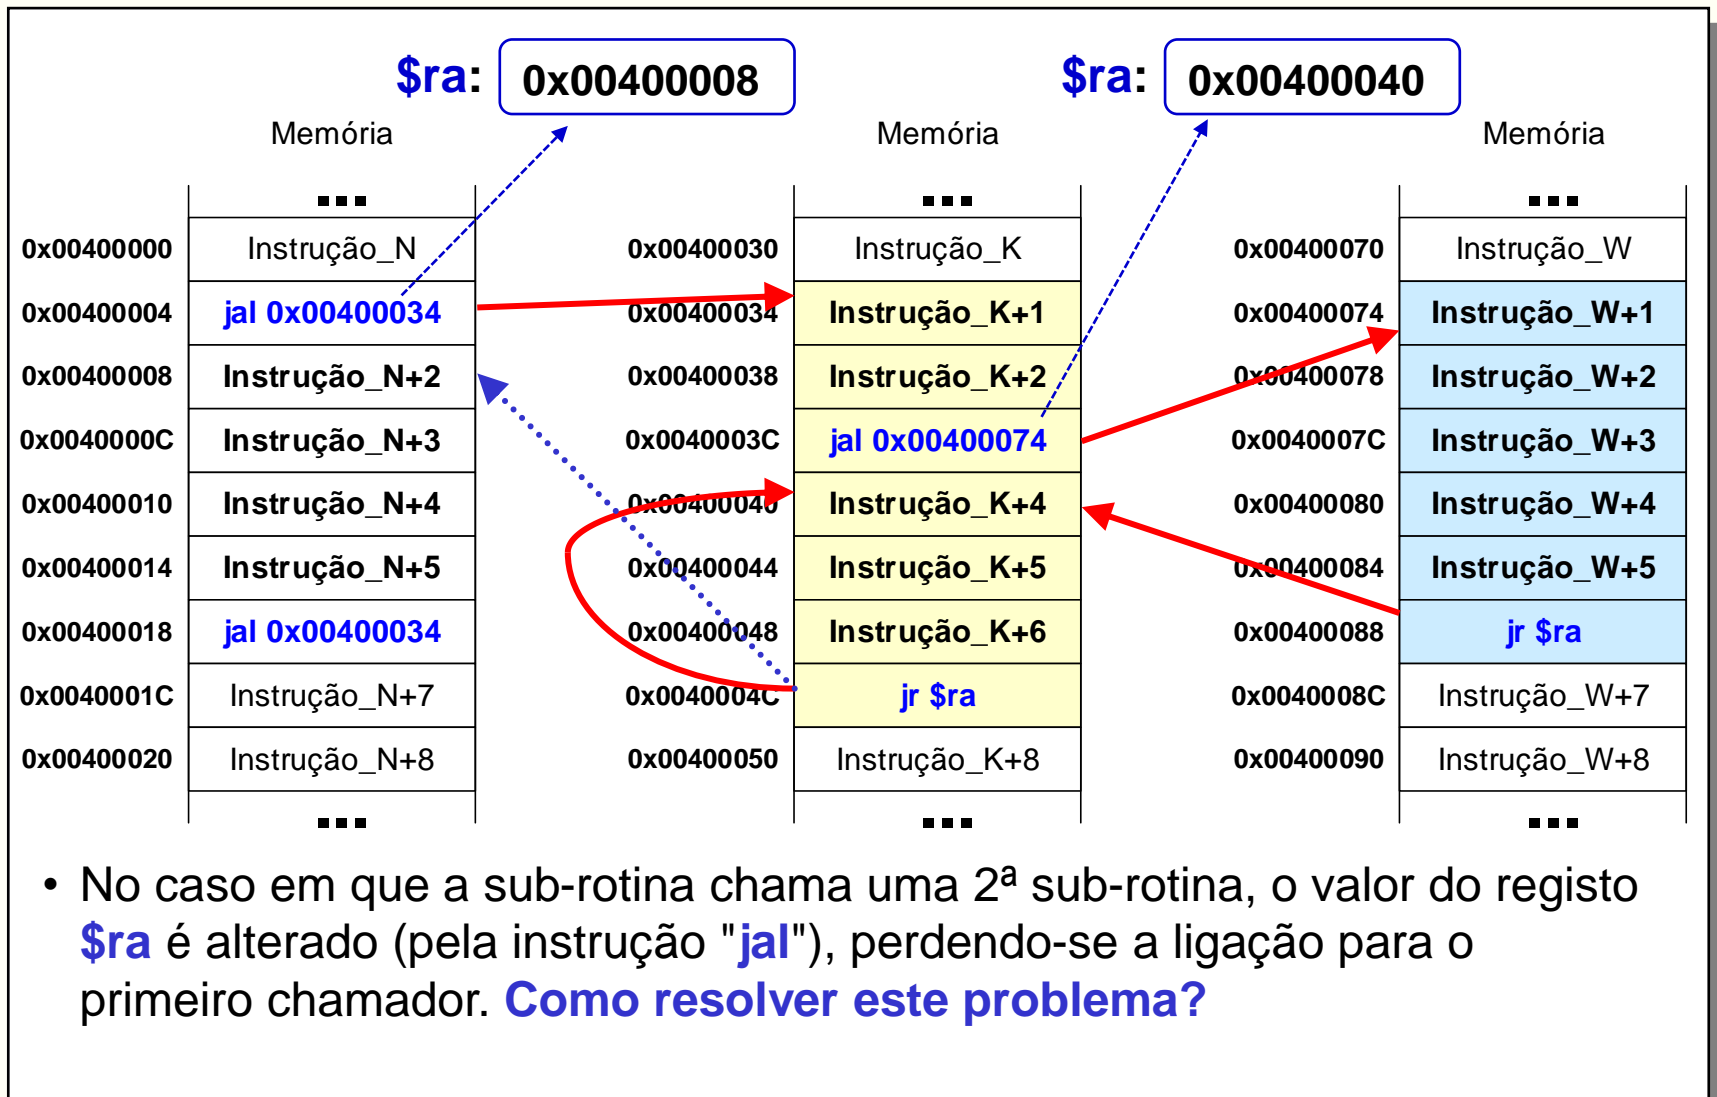 $ra: 0x00400008 $ra: 0x00400040
Memória Memória Memória
... ... ...
0x00400000 Instrução_N 0x00400030 Instrução_K 0x00400070 Instrução_W
0x00400004 jal 0x00400034 0x00400034 Instrução_K+1 0x00400074 Instrução_W+1
0x00400008 Instrução_N+2 0x00400038 Instrução_K+2 0x00400078 Instrução_W+2
0x0040000C Instrução_N+3 0x0040003C jal 0x00400074 0x0040007C Instrução_W+3
0x00400010 Instrução_N+4 0x00400040 Instrução_K+4 0x00400080 Instrução_W+4
0x00400014 Instrução_N+5 0x00400044 Instrução_K+5 0x00400084 Instrução_W+5
0x00400018 jal 0x00400034 0x00400048 Instrução_K+6 0x00400088 jr $ra
0x0040001C Instrução_N+7 0x0040004C jr $ra 0x0040008C Instrução_W+7
0x00400020 Instrução_N+8 0x00400050 Instrução_K+8 0x00400090 Instrução_W+8
... ... ...
• No caso em que a sub-rotina chama uma 2ª sub-rotina, o valor do registo
$ra é alterado (pela instrução "jal"), perdendo-se a ligação para o
primeiro chamador. Como resolver este problema?